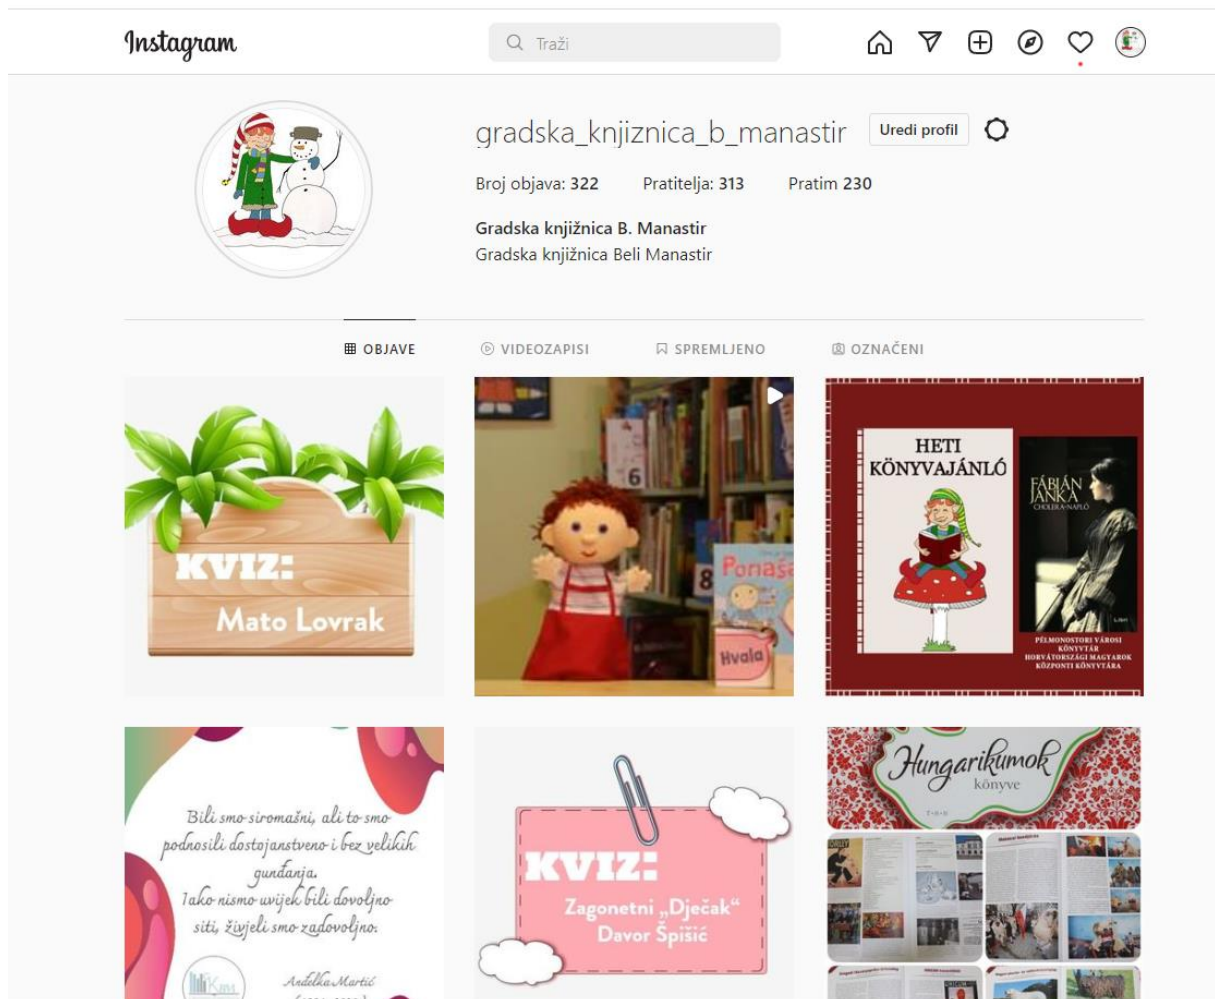 Instagram
Traži
gradska_knjiznica_b_manastir
Uredi profil
Broj objava: 322 Pratitelja: 313 Pratim 230
Gradska knjižnica B. Manastir
Gradska knjižnica Beli Manastir
OBJAVE VIDEOZAPISI SPREMLJENO OZNAČENI
KVIZ:
Mato Lovrak
6
8
Ponaša
Hvala
HETI
KÖNYVAJÁNLÓ
FÁBIÁN
JANKA
CHOLERA-NAPLÓ
PÉLMONOSTORI VÁROSI
KÖNYVTÁR
HORVÁTORSZÁGI MAGYAROK
KÖZPONTI KÖNYVTÁRA
Bili smo siromašni, ali to smo
podnosili dostojanstveno i bez velikih
gunđanja.
Iako nismo uvijek bili dovoljno
siti, živjeli smo zadovoljno.
Anđelka Martić
KVIZ:
Zagonetni „Dječak“
Davor Špišić
Hungarikumok
könyve